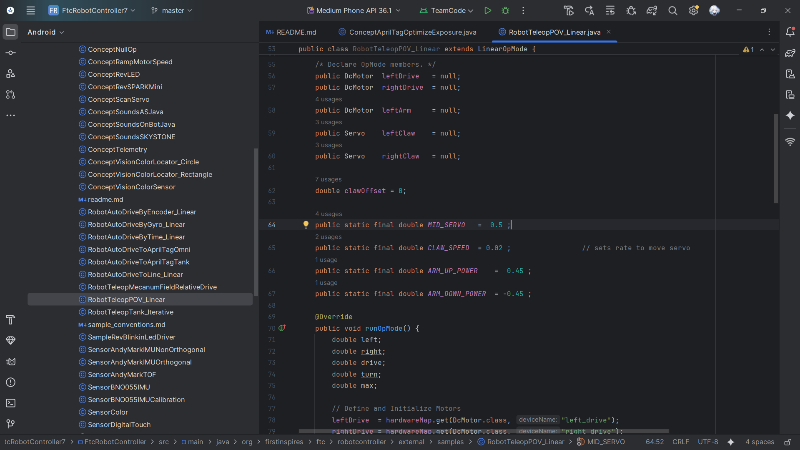 FR FtcRobotController7 master Medium Phone API 36.1 TeamCode
Android
ConceptNullOp
ConceptRampMotorSpeed
ConceptRevLED
ConceptRevSPARKMini
ConceptScanServo
ConceptSoundsASJava
ConceptSoundsOnBotJava
ConceptSoundsSKYSTONE
ConceptTelemetry
ConceptVisionColorLocator_Circle
ConceptVisionColorLocator_Rectangle
ConceptVisionColorSensor
readme.md
RobotAutoDriveByEncoder_Linear
RobotAutoDriveByGyro_Linear
RobotAutoDriveByTime_Linear
RobotAutoDriveToAprilTagOmni
RobotAutoDriveToAprilTagTank
RobotAutoDriveToLine_Linear
RobotTeleopMecanumFieldRelativeDrive
RobotTeleopPOV_Linear
RobotTeleopTank_Iterative
sample_conventions.md
SampleRevBlinkinLedDriver
SensorAndyMarkIMUNonOrthogonal
SensorAndyMarkIMUOrthogonal
SensorAndyMarkTOF
SensorBNO055IMU
SensorBNO055IMUCalibration
SensorColor
SensorDigitalTouch
README.md ConceptAprilTagOptimizeExposure.java RobotTeleopPOV_Linear.java
53 public class RobotTeleopPOV_Linear extends LinearOpMode { 1
55 /* Declare OpMode members. */
56 public DcMotor leftDrive = null;
57 public DcMotor rightDrive = null;
4 usages
58 public DcMotor leftArm = null;
3 usages
59 public Servo leftClaw = null;
3 usages
60 public Servo rightClaw = null;
61
7 usages
62 double clawOffset = 0;
63
4 usages
64 public static final double MID_SERVO = 0.5 ;
2 usages
65 public static final double CLAW_SPEED = 0.02 ; // sets rate to move servo
1 usage
66 public static final double ARM_UP_POWER = 0.45 ;
1 usage
67 public static final double ARM_DOWN_POWER = -0.45 ;
68
69 @Override
70 public void runOpMode() {
71 double left;
72 double right;
73 double drive;
74 double turn;
75 double max;
76
77 // Define and Initialize Motors
78 leftDrive = hardwareMap.get(DcMotor.class, deviceName: "left_drive");
79 rightDrive = hardwareMap.get(DcMotor.class, deviceName: "right_drive");
tcRobotController7 FtcRobotController src main java org firstinspires ftc robotcontroller external samples RobotTeleopPOV_Linear MID_SERVO 64:52 CRLF UTF-8 4 spaces